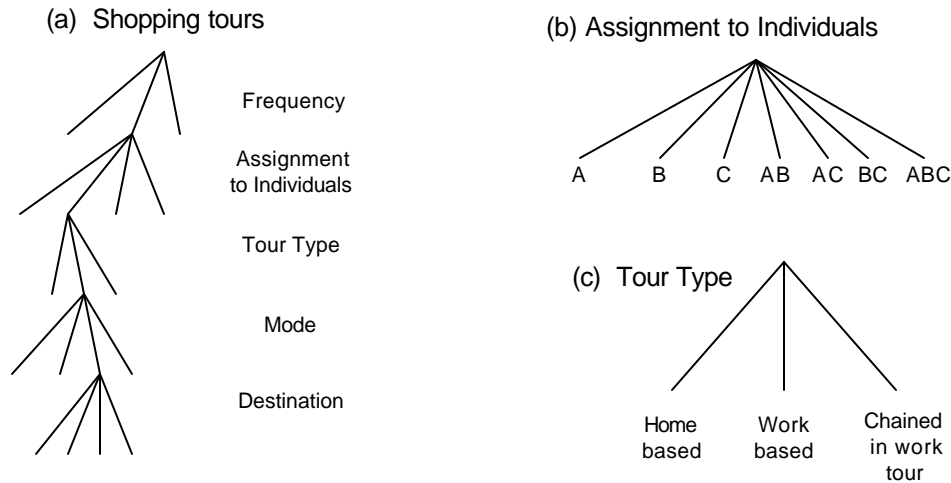 (a) Shopping tours
Frequency
Assignment
to Individuals
Tour Type
Mode
Destination
(b) Assignment to Individuals
A B C AB AC BC ABC
(c) Tour Type
Home
based
Work
based
Chained
in work
tour